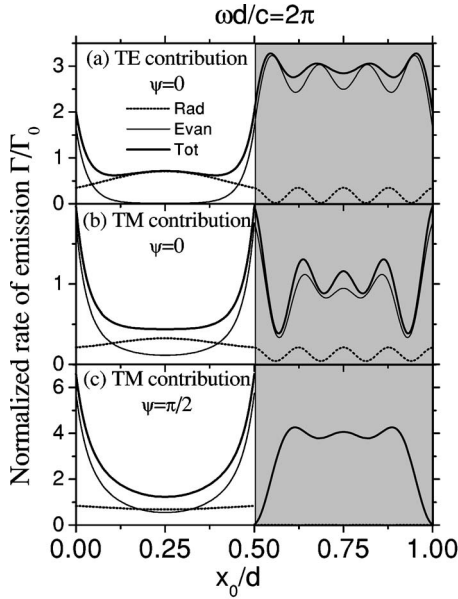 ωd/c=2π
(a) TE contribution
ψ=0
Rad
Evan
Tot
3
2
1
0
(b) TM contribution
ψ=0
1
0
(c) TM contribution
ψ=π/2
6
4
2
0
0.00 0.25 0.50 0.75 1.00
x₀/d
Normalized rate of emission Γ/Γ₀